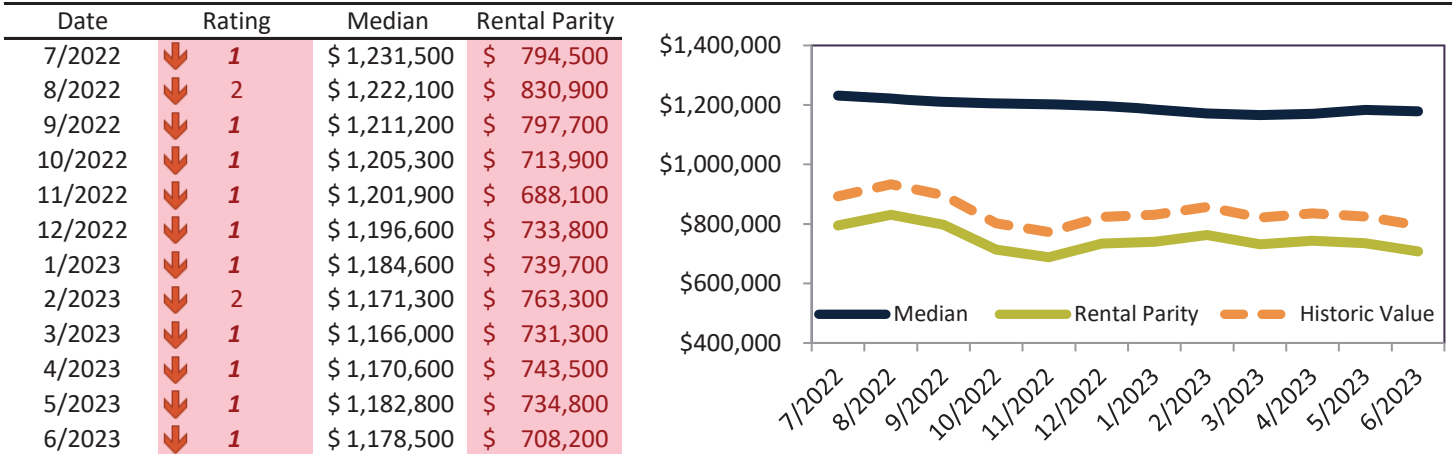 Date Rating Median Rental Parity
7/2022 1 $ 1,231,500 $ 794,500
8/2022 2 $ 1,222,100 $ 830,900
9/2022 1 $ 1,211,200 $ 797,700
10/2022 1 $ 1,205,300 $ 713,900
11/2022 1 $ 1,201,900 $ 688,100
12/2022 1 $ 1,196,600 $ 733,800
1/2023 1 $ 1,184,600 $ 739,700
2/2023 2 $ 1,171,300 $ 763,300
3/2023 1 $ 1,166,000 $ 731,300
4/2023 1 $ 1,170,600 $ 743,500
5/2023 1 $ 1,182,800 $ 734,800
6/2023 1 $ 1,178,500 $ 708,200
$1,400,000
$1,200,000
$1,000,000
$800,000
$600,000
$400,000
Median Rental Parity Historic Value
7/2022 8/2022 9/2022 10/2022 11/2022 12/2022 1/2023 2/2023 3/2023 4/2023 5/2023 6/2023